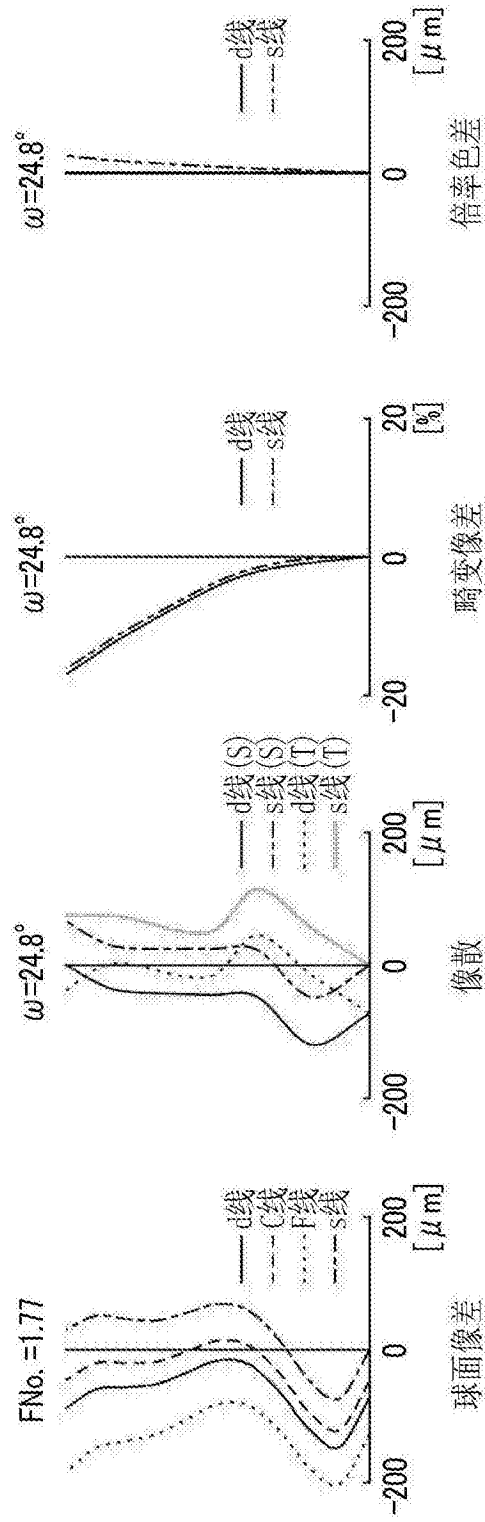 FNo. =1.77
d线
C线
F线
s线
-200
0
200
[μm]
球面像差
ω=24.8°
d线(S)
s线(S)
d线(T)
s线(T)
-200
0
200
[μm]
像散
ω=24.8°
d线
s线
-20
0
20
[%]
畸变像差
ω=24.8°
d线
s线
-200
0
200
[μm]
倍率色差